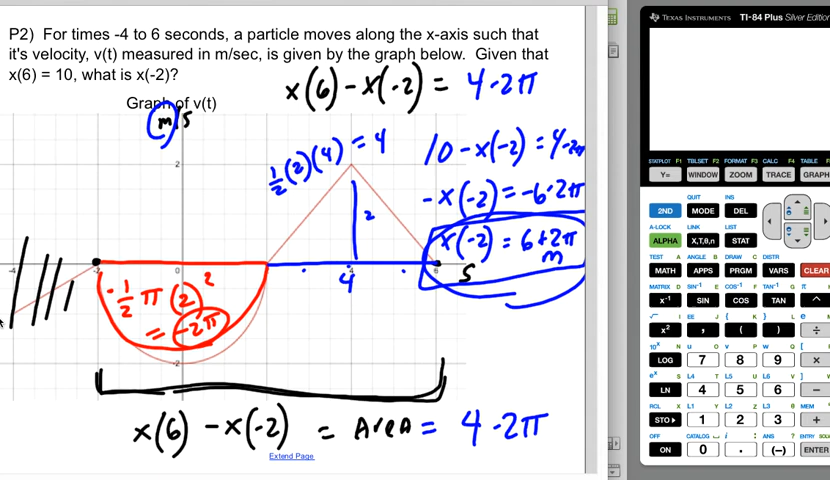 P2) For times -4 to 6 seconds, a particle moves along the x-axis such that
it's velocity, v(t) measured in m/sec, is given by the graph below. Given that
x(6) = 10, what is x(-2)?
x(6) - x(-2) = 4-2π
Graph of v(t)
m/s
1/2 (2)(4) = 4
10 - x(-2) = 4-2π
-x(-2) = -6-2π
x(-2) = 6+2π
m
2
2
-4
-2
0
4
6
S
4
-2
-1/2 π(2)²
= -2π
x(6) - x(-2) = Area = 4-2π
Extend Page
TEXAS INSTRUMENTS TI-84 Plus Silver Edition
STATPLOT F1 TBLSET F2 FORMAT F3 CALC F4 TABLE F
Y= WINDOW ZOOM TRACE GRAPH
QUIT INS
2ND MODE DEL
A-LOCK LINK LIST
ALPHA X,T,θ,n STAT
TEST A ANGLE B DRAW C DISTR
MATH APPS PRGM VARS CLEAR
MATRIX D SIN⁻¹ E COS⁻¹ F TAN⁻¹ G π
x⁻¹ SIN COS TAN ^
√ I EE J { K } L e M
x² , ( ) ÷
10ˣ N u O v P w Q [
LOG 7 8 9 ×
eˣ S L4 T L5 U L6 V ]
LN 4 5 6 −
RCL X L1 Y L2 Z L3 θ MEM
STO▸ 1 2 3 +
OFF CATALOG i : ANS ? ENTRY
ON 0 . (−) ENTER